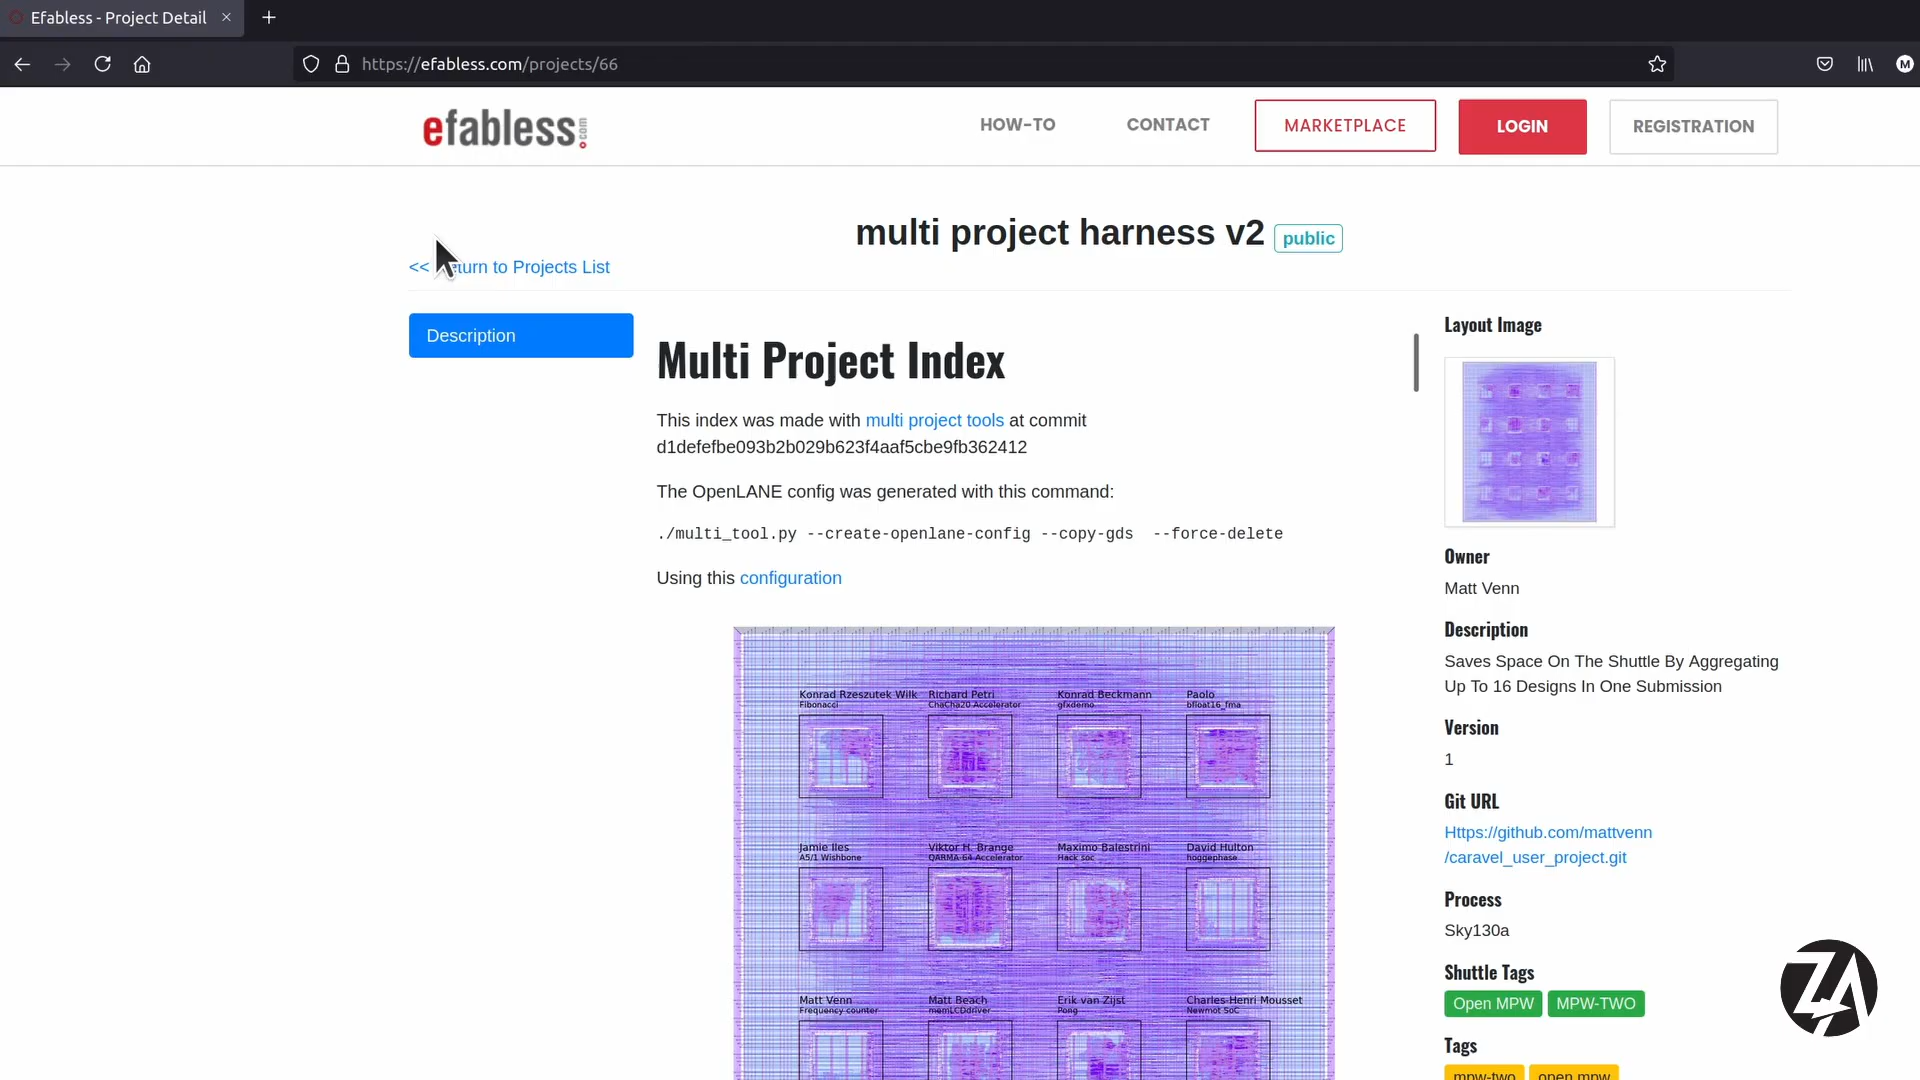 Efabless - Project Detail
https://efabless.com/projects/66
M
efabless.com
HOW-TO
CONTACT
MARKETPLACE
LOGIN
REGISTRATION
multi project harness v2 public
<< turn to Projects List
Description
Multi Project Index
This index was made with multi project tools at commit
d1defefbe093b2b029b623f4aaf5cbe9fb362412
The OpenLANE config was generated with this command:
./multi_tool.py --create-openlane-config --copy-gds  --force-delete
Using this configuration
Konrad Rzeszutek Wilk
Fibonacci
Richard Petri
ChaCha20 Accelerator
Konrad Beckmann
gfxdemo
Paolo
bfloat16_fma
Jamie Iles
A5/1 Wishbone
Viktor H. Brange
QARMA-64 Accelerator
Maximo Balestrini
Hack soc
David Hulton
hoggephase
Matt Venn
Frequency counter
Matt Beach
memLCDdriver
Erik van Zijst
Pong
Charles-Henri Mousset
Newmot SoC
Layout Image
Owner
Matt Venn
Description
Saves Space On The Shuttle By Aggregating
Up To 16 Designs In One Submission
Version
1
Git URL
Https://github.com/mattvenn
/caravel_user_project.git
Process
Sky130a
Shuttle Tags
Open MPW
MPW-TWO
Tags
mpw-two
open mpw
ZA